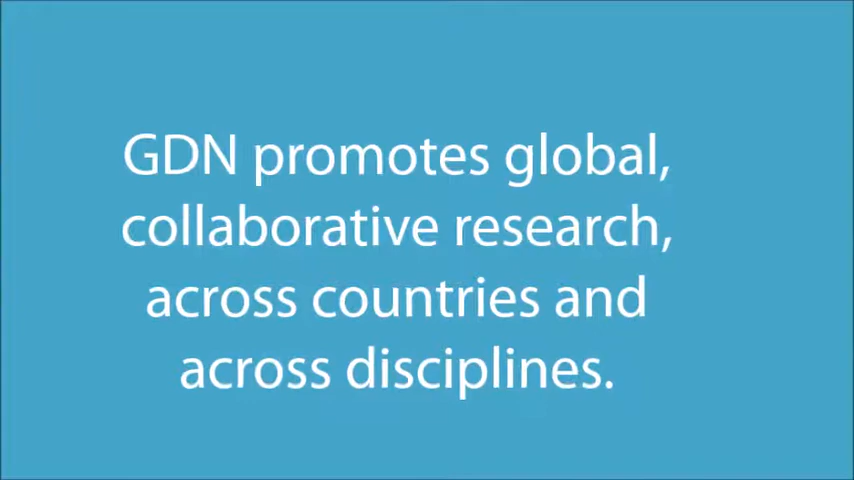 GDN promotes global,
collaborative research,
across countries and
across disciplines.